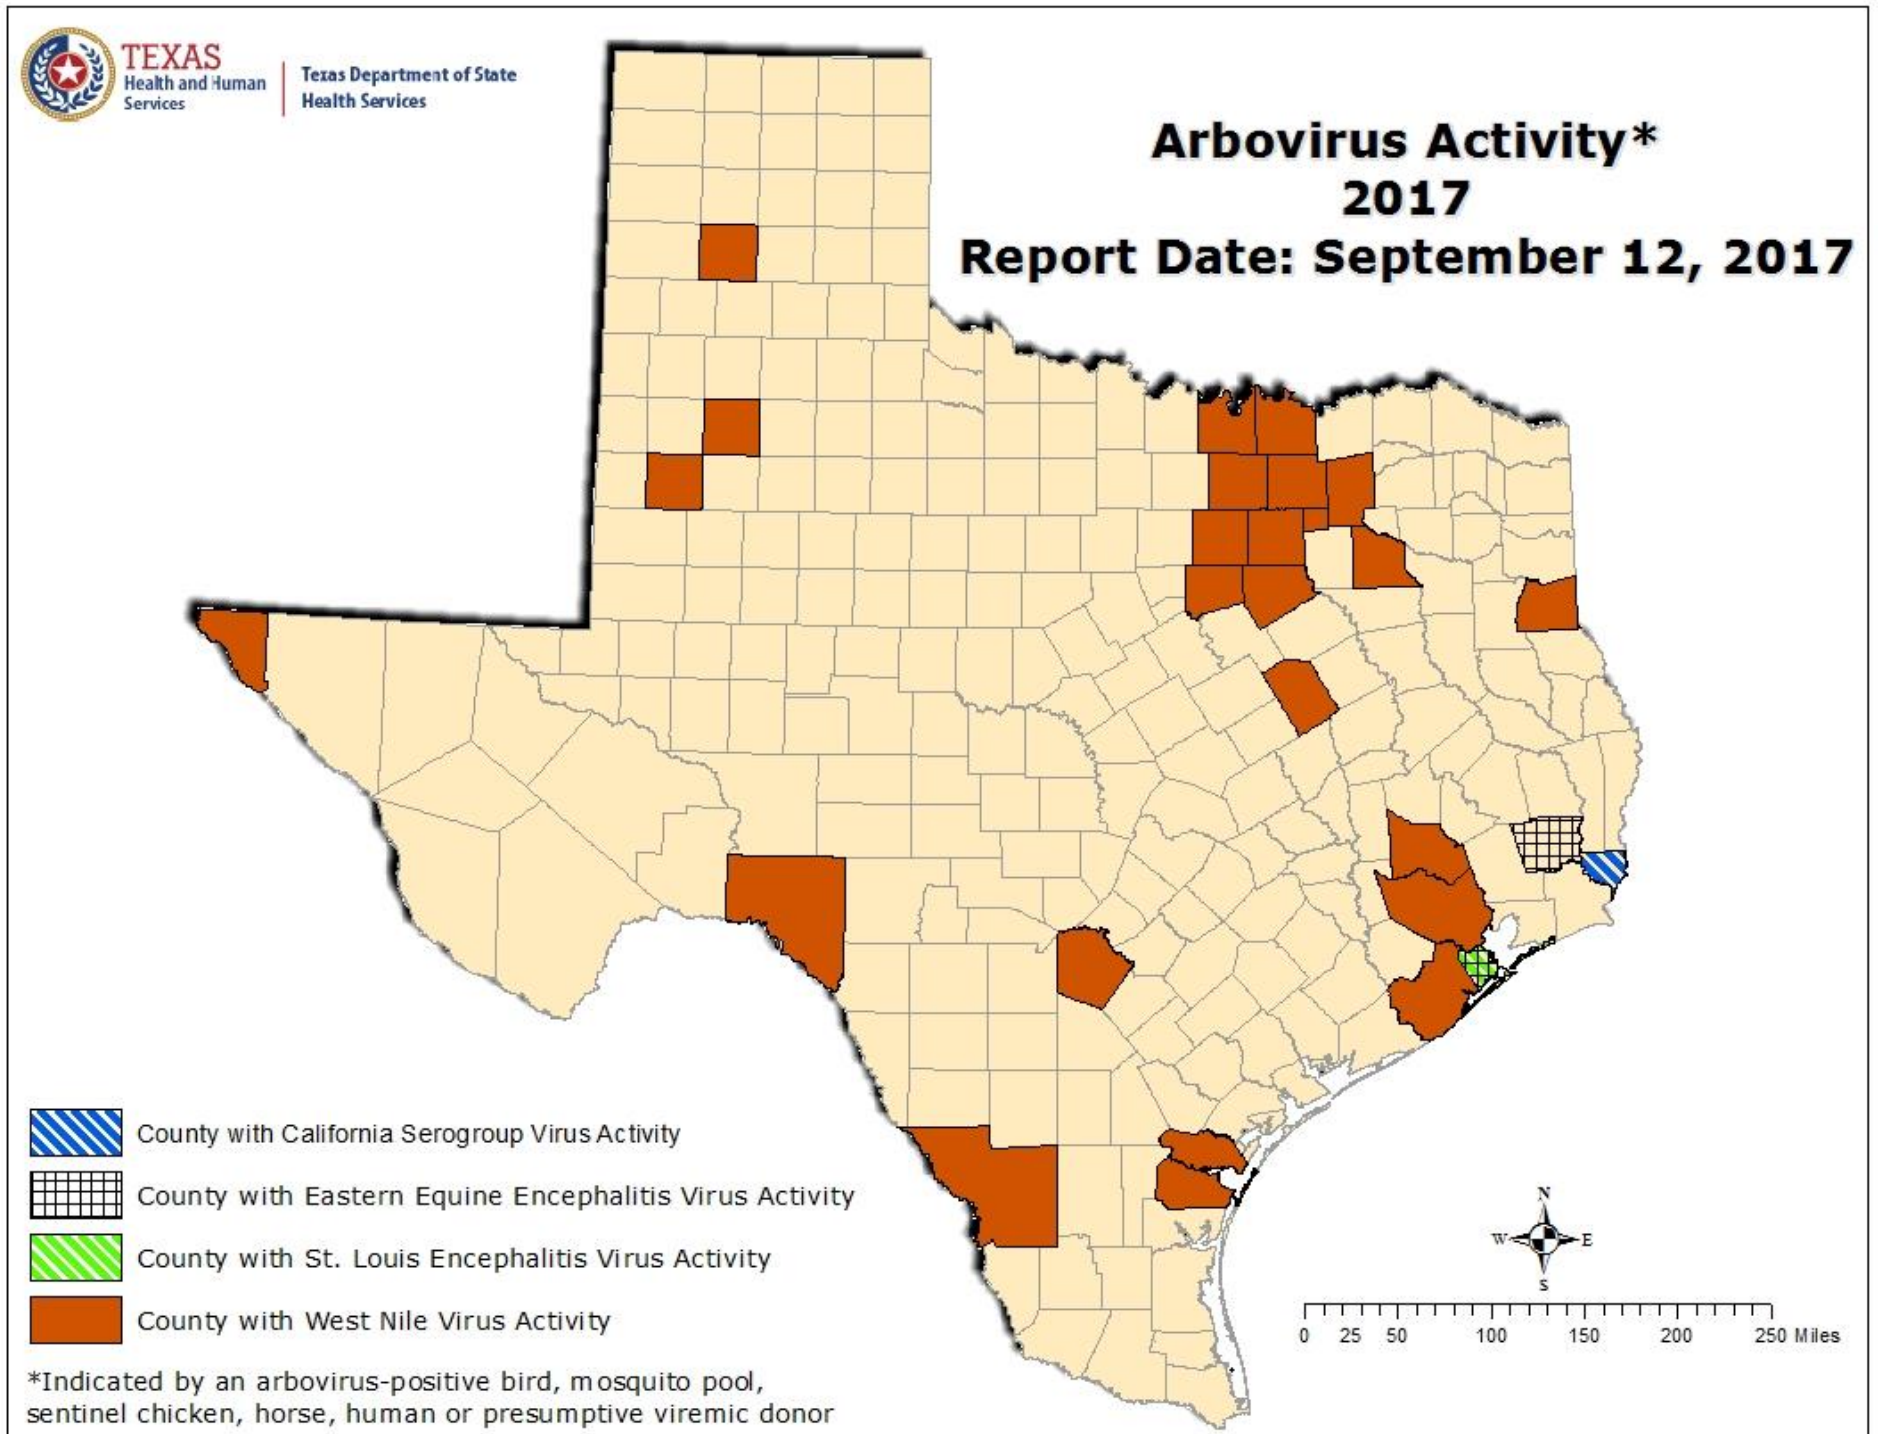 TEXAS
Health and Human
Services
Texas Department of State
Health Services
Arbovirus Activity*
2017
Report Date: September 12, 2017
County with California Serogroup Virus Activity
County with Eastern Equine Encephalitis Virus Activity
County with St. Louis Encephalitis Virus Activity
County with West Nile Virus Activity
*Indicated by an arbovirus-positive bird, mosquito pool,
sentinel chicken, horse, human or presumptive viremic donor
N
W E
S
0 25 50 100 150 200 250 Miles